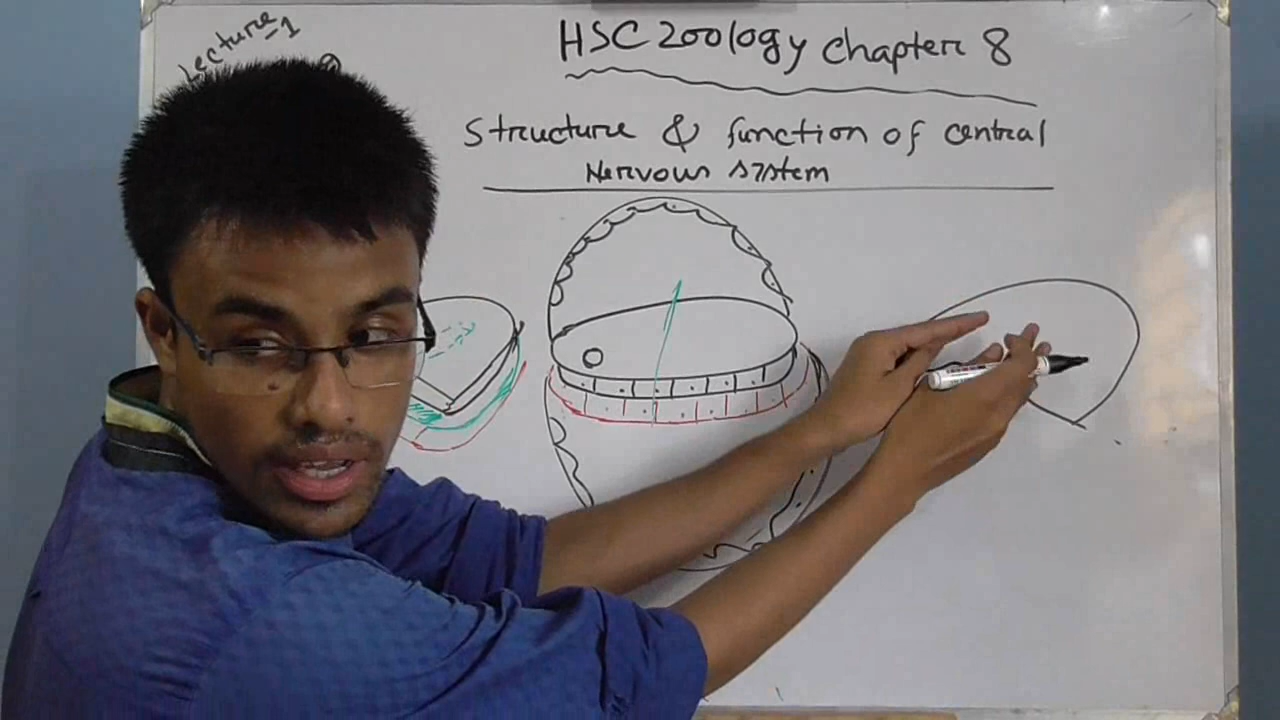 Lecture-1
HSC Zoology Chapter 8
Structure & function of central
Nervous system